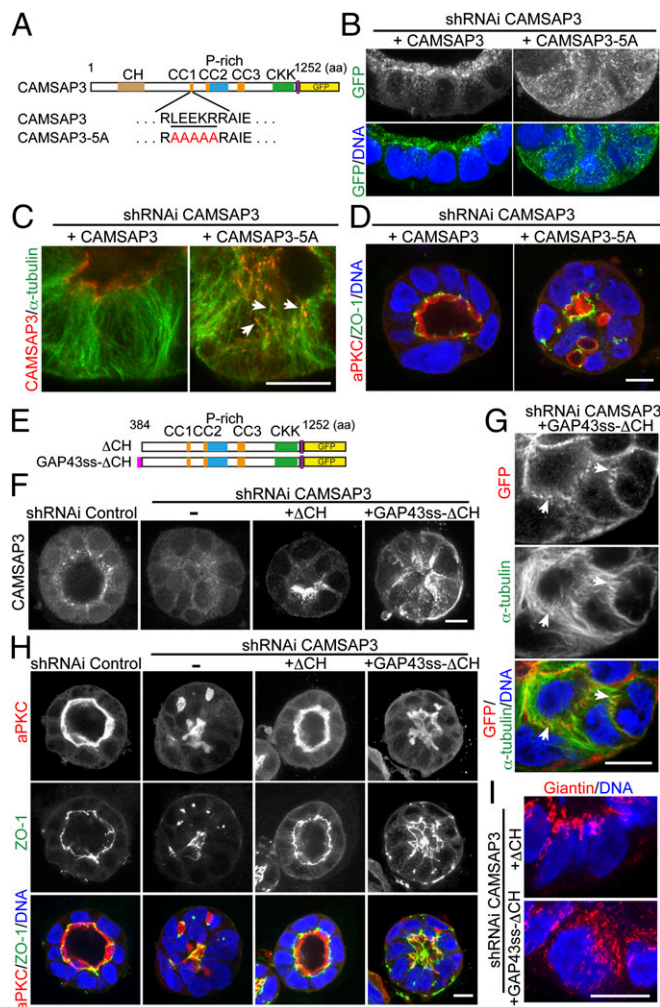 A
1
P-rich
1252 (aa)
CH
CC1
CC2
CC3
CKK
CAMSAP3
GFP
CAMSAP3
. . . RLEEKRRAIE . . .
CAMSAP3-5A
. . . RAAAAARAIE . . .
B
shRNAi CAMSAP3
+ CAMSAP3
+ CAMSAP3-5A
GFP
GFP/DNA
C
shRNAi CAMSAP3
+ CAMSAP3
+ CAMSAP3-5A
CAMSAP3/α-tubulin
D
shRNAi CAMSAP3
+ CAMSAP3
+ CAMSAP3-5A
aPKC/ZO-1/DNA
E
384
P-rich
1252 (aa)
CC1CC2
CC3
CKK
ΔCH
GFP
GAP43ss-ΔCH
GFP
F
shRNAi CAMSAP3
shRNAi Control
–
+ΔCH
+GAP43ss-ΔCH
CAMSAP3
G
shRNAi CAMSAP3
+GAP43ss-ΔCH
GFP
α-tubulin
GFP/
α-tubulin/DNA
H
shRNAi CAMSAP3
shRNAi Control
–
+ΔCH
+GAP43ss-ΔCH
aPKC
ZO-1
aPKC/ZO-1/DNA
I
Giantin/DNA
shRNAi CAMSAP3
+ΔCH
+GAP43ss-ΔCH